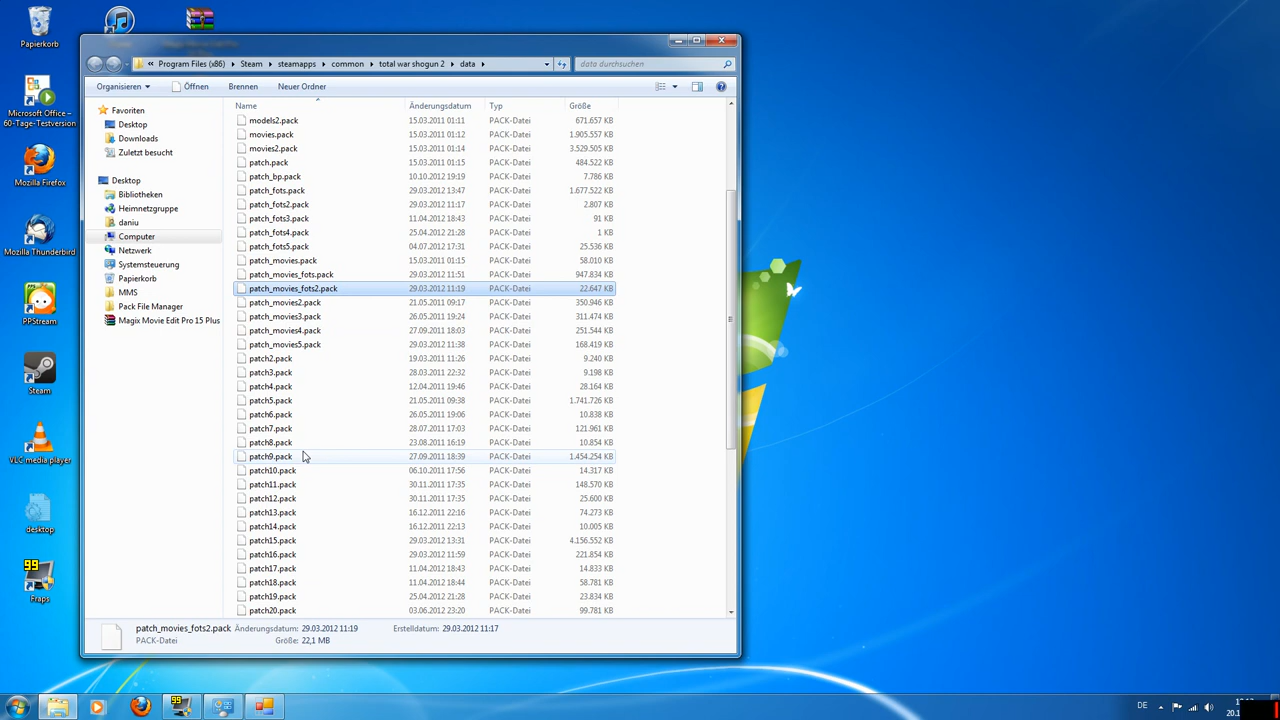 Papierkorb
Microsoft Office –
60-Tage-Testversion
Mozilla Firefox
Mozilla Thunderbird
PPStream
Steam
VLC media player
desktop
99
Fraps
« Program Files (x86) ▸ Steam ▸ steamapps ▸ common ▸ total war shogun 2 ▸ data ▸
data durchsuchen
Organisieren Öffnen Brennen Neuer Ordner
Favoriten
Desktop
Downloads
Zuletzt besucht
Desktop
Bibliotheken
Heimnetzgruppe
daniu
Computer
Netzwerk
Systemsteuerung
Papierkorb
MMS
Pack File Manager
Magix Movie Edit Pro 15 Plus
Name Änderungsdatum Typ Größe
models2.pack 15.03.2011 01:11 PACK-Datei 671.657 KB
movies.pack 15.03.2011 01:12 PACK-Datei 1.905.557 KB
movies2.pack 15.03.2011 01:14 PACK-Datei 3.529.505 KB
patch.pack 15.03.2011 01:15 PACK-Datei 484.522 KB
patch_bp.pack 10.10.2012 19:19 PACK-Datei 7.786 KB
patch_fots.pack 29.03.2012 13:47 PACK-Datei 1.677.522 KB
patch_fots2.pack 29.03.2012 11:17 PACK-Datei 2.807 KB
patch_fots3.pack 11.04.2012 18:43 PACK-Datei 91 KB
patch_fots4.pack 25.04.2012 21:28 PACK-Datei 1 KB
patch_fots5.pack 04.07.2012 17:31 PACK-Datei 25.536 KB
patch_movies.pack 15.03.2011 01:15 PACK-Datei 58.010 KB
patch_movies_fots.pack 29.03.2012 11:51 PACK-Datei 947.834 KB
patch_movies_fots2.pack 29.03.2012 11:19 PACK-Datei 22.647 KB
patch_movies2.pack 21.05.2011 09:17 PACK-Datei 350.946 KB
patch_movies3.pack 26.05.2011 19:24 PACK-Datei 311.474 KB
patch_movies4.pack 27.09.2011 18:03 PACK-Datei 251.544 KB
patch_movies5.pack 29.03.2012 11:38 PACK-Datei 168.419 KB
patch2.pack 19.03.2011 11:26 PACK-Datei 9.240 KB
patch3.pack 28.03.2011 22:32 PACK-Datei 9.198 KB
patch4.pack 12.04.2011 19:46 PACK-Datei 28.164 KB
patch5.pack 21.05.2011 09:38 PACK-Datei 1.741.726 KB
patch6.pack 26.05.2011 19:06 PACK-Datei 10.838 KB
patch7.pack 28.07.2011 17:03 PACK-Datei 121.961 KB
patch8.pack 23.08.2011 16:19 PACK-Datei 10.854 KB
patch9.pack 27.09.2011 18:39 PACK-Datei 1.454.254 KB
patch10.pack 06.10.2011 17:56 PACK-Datei 14.317 KB
patch11.pack 30.11.2011 17:35 PACK-Datei 148.570 KB
patch12.pack 30.11.2011 17:35 PACK-Datei 25.600 KB
patch13.pack 16.12.2011 22:16 PACK-Datei 74.273 KB
patch14.pack 16.12.2011 22:13 PACK-Datei 10.005 KB
patch15.pack 29.03.2012 13:31 PACK-Datei 4.156.552 KB
patch16.pack 29.03.2012 11:59 PACK-Datei 221.854 KB
patch17.pack 11.04.2012 18:43 PACK-Datei 14.833 KB
patch18.pack 11.04.2012 18:44 PACK-Datei 58.781 KB
patch19.pack 25.04.2012 21:28 PACK-Datei 23.834 KB
patch20.pack 03.06.2012 23:20 PACK-Datei 99.781 KB
patch_movies_fots2.pack Änderungsdatum: 29.03.2012 11:19 Erstelldatum: 29.03.2012 11:17
PACK-Datei Größe: 22,1 MB
99
DE